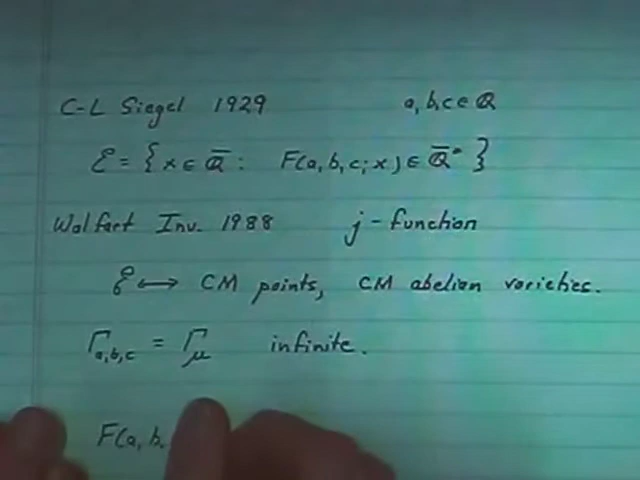 C-L Siegel 1929 a, b, c ∈ ℚ
ℰ = { x ∈ ℚ̄ : F(a, b, c; x) ∈ ℚ̄* }
Wolfart Inv. 1988 j-function
ℰ ⟷ CM points, CM abelian varieties.
Γa,b,c = Γμ infinite.
F(a, b,